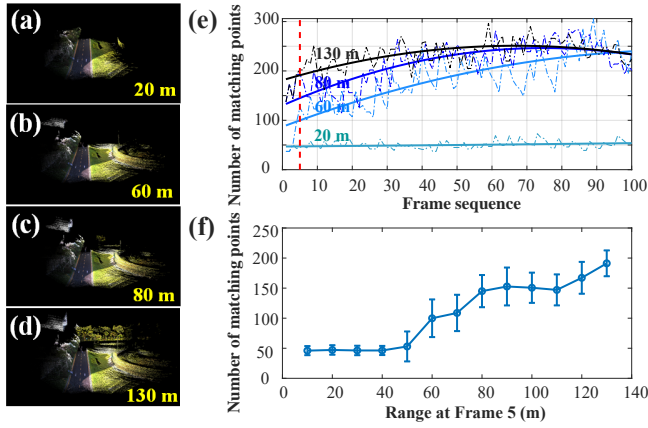 (a)
20 m
(b)
60 m
(c)
80 m
(d)
130 m
(e)
Number of matching points
300
250
200
100
0
130 m
80 m
60 m
20 m
0 10 20 30 40 50 60 70 80 90 100
Frame sequence
(f)
Number of matching points
250
200
150
100
50
0
0 20 40 60 80 100 120 140
Range at Frame 5 (m)